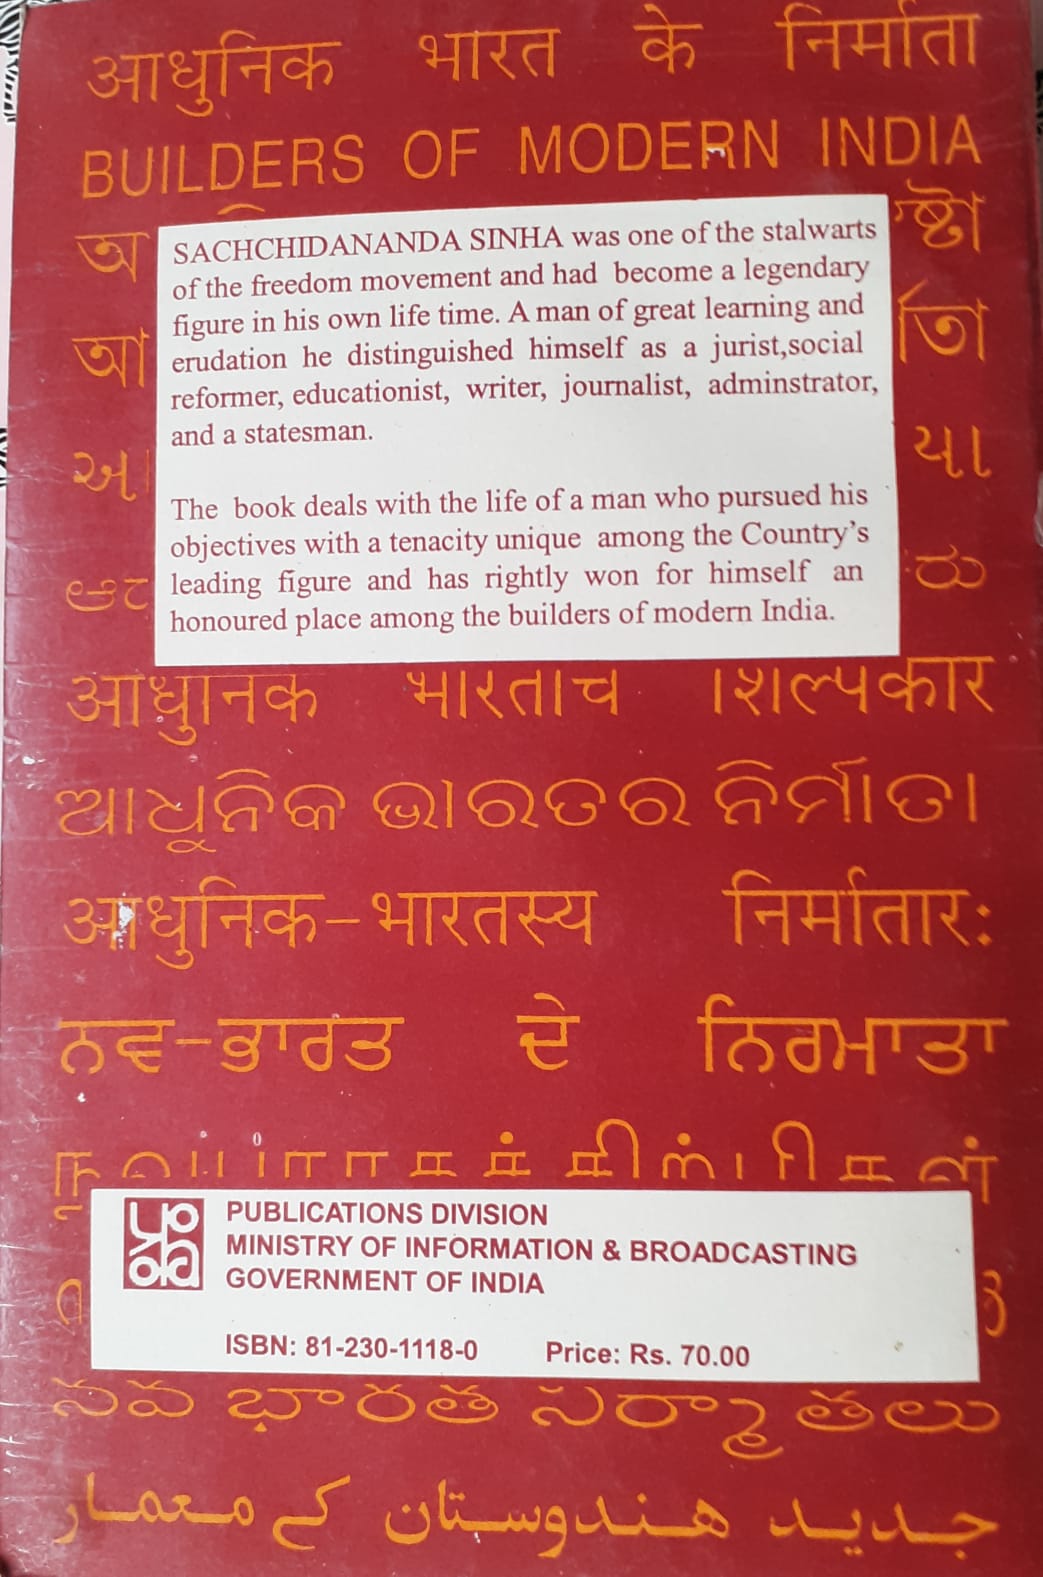 आधुनिक भारत के निर्माता
BUILDERS OF MODERN INDIA
SACHCHIDANANDA SINHA was one of the stalwarts
of the freedom movement and had become a legendary
figure in his own life time. A man of great learning and
erudation he distinguished himself as a jurist,social
reformer, educationist, writer, journalist, adminstrator,
and a statesman.
The book deals with the life of a man who pursued his
objectives with a tenacity unique among the Country's
leading figure and has rightly won for himself an
honoured place among the builders of modern India.
ଆଧୁନିକ ଭାରତର ନିର୍ମାତା
आधुनिक-भारतस्य निर्मातारः
ਨਵ-ਭਾਰਤ ਦੇ ਨਿਰਮਾਤਾ
PUBLICATIONS DIVISION
MINISTRY OF INFORMATION & BROADCASTING
GOVERNMENT OF INDIA
ISBN: 81-230-1118-0 Price: Rs. 70.00
నవ భారత
جدید هندوستان کے معمار